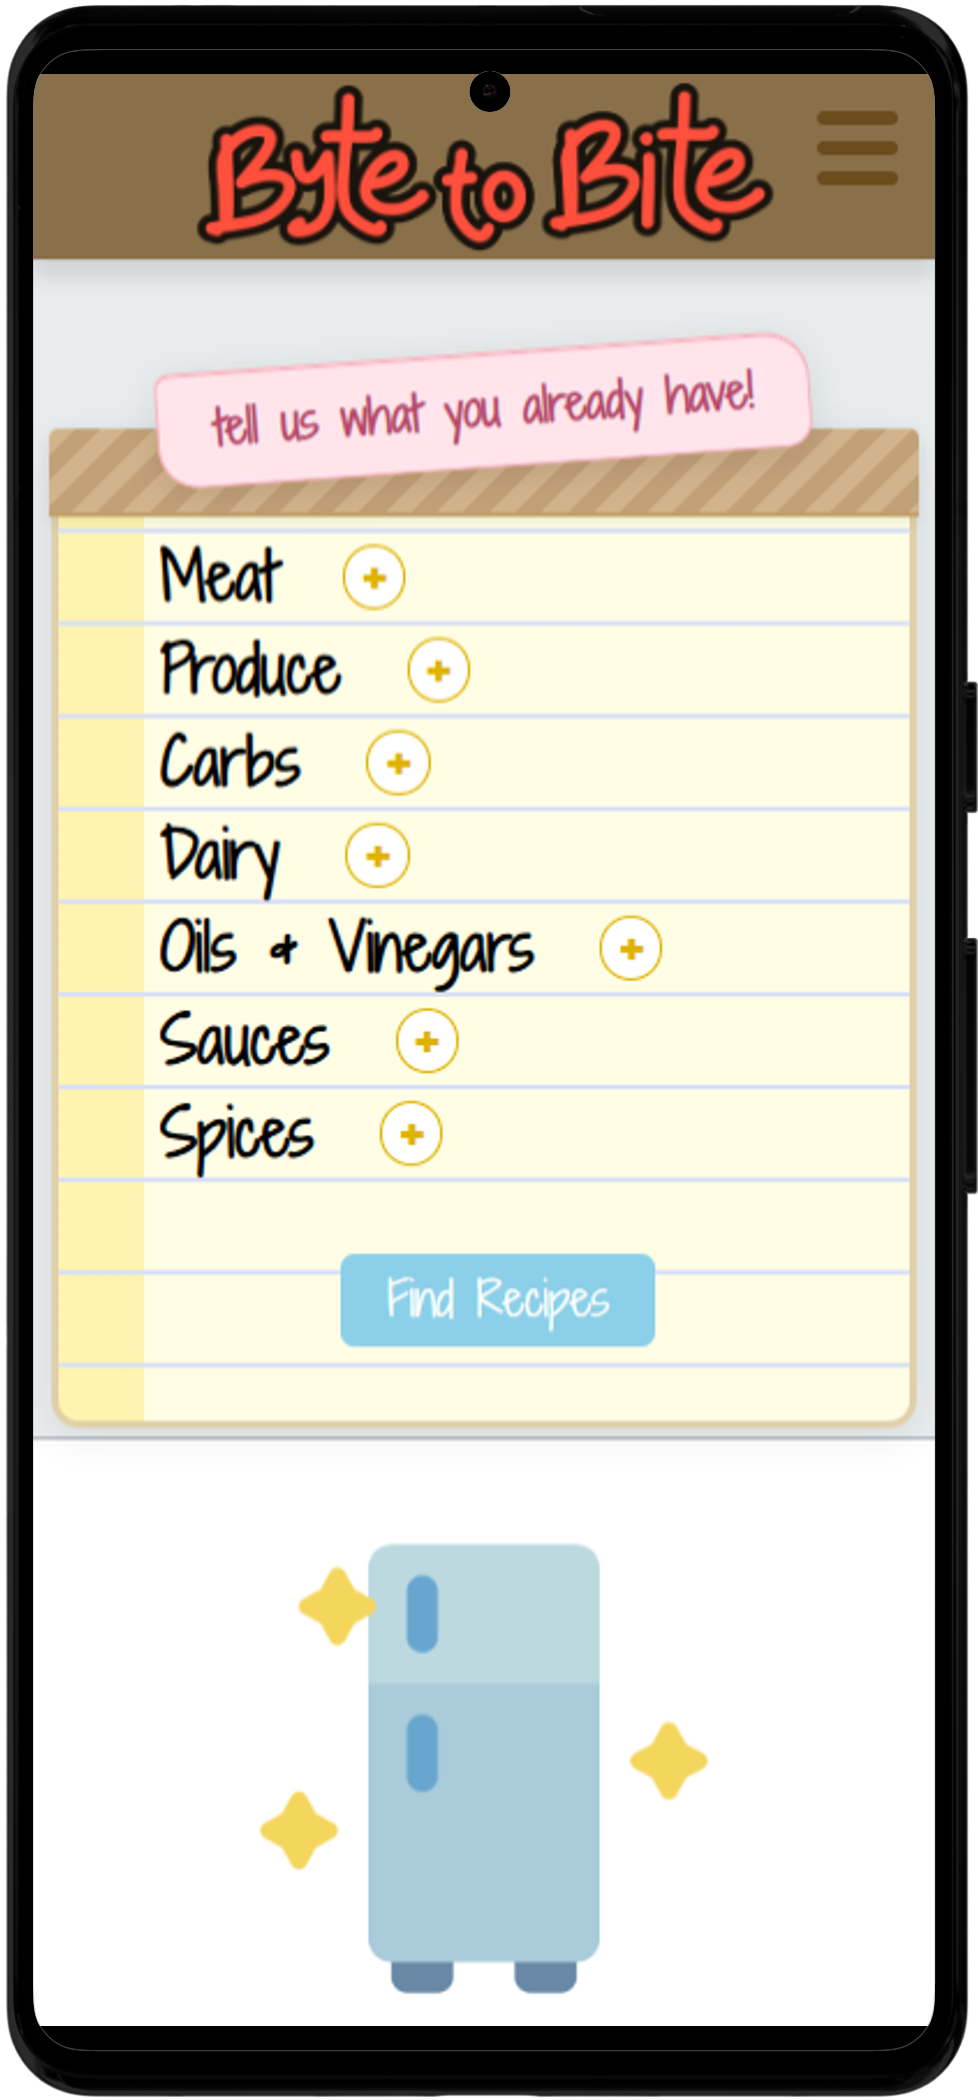 Byte to Bite
tell us what you already have!
Meat +
Produce +
Carbs +
Dairy +
Oils & Vinegars +
Sauces +
Spices +
Find Recipes